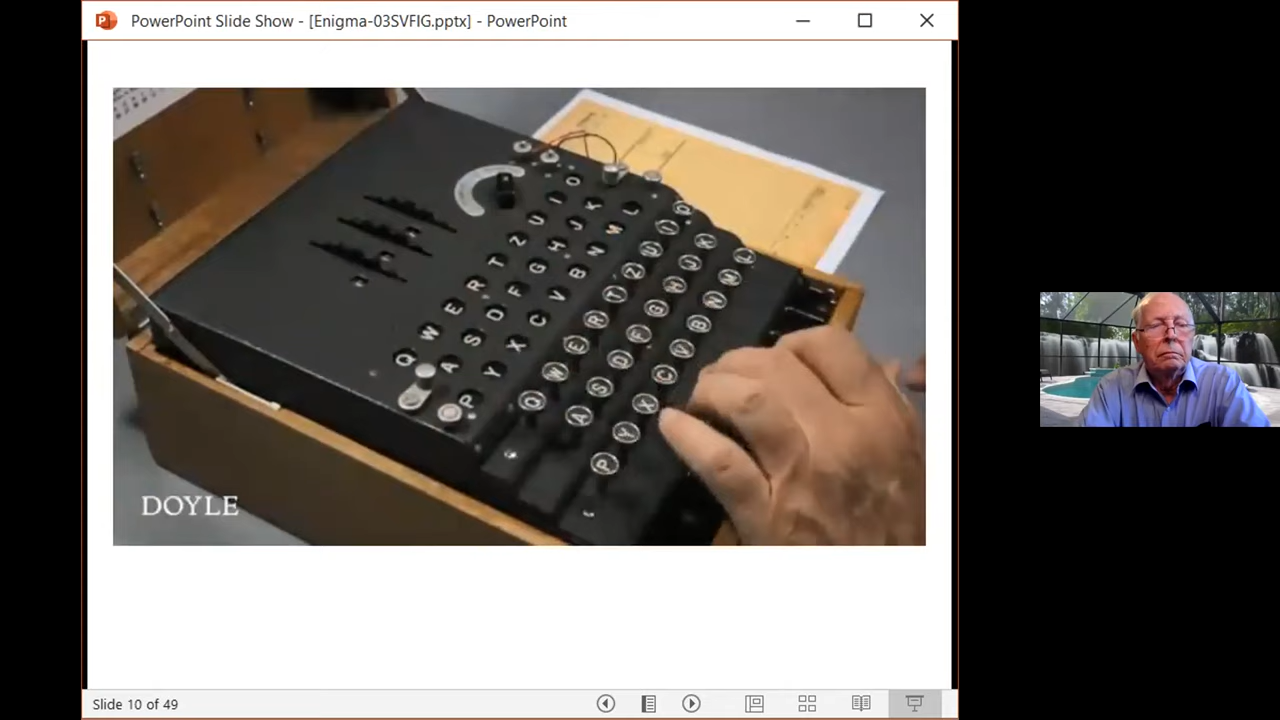 PowerPoint Slide Show - [Enigma-03SVFIG.pptx] - PowerPoint
Q W E R T Z U I O
A S D F G H J K
P Y X C V B N M L
Q W E R T Z U I O
A S D F G H J K
P Y X C V B N M L
DOYLE
Slide 10 of 49